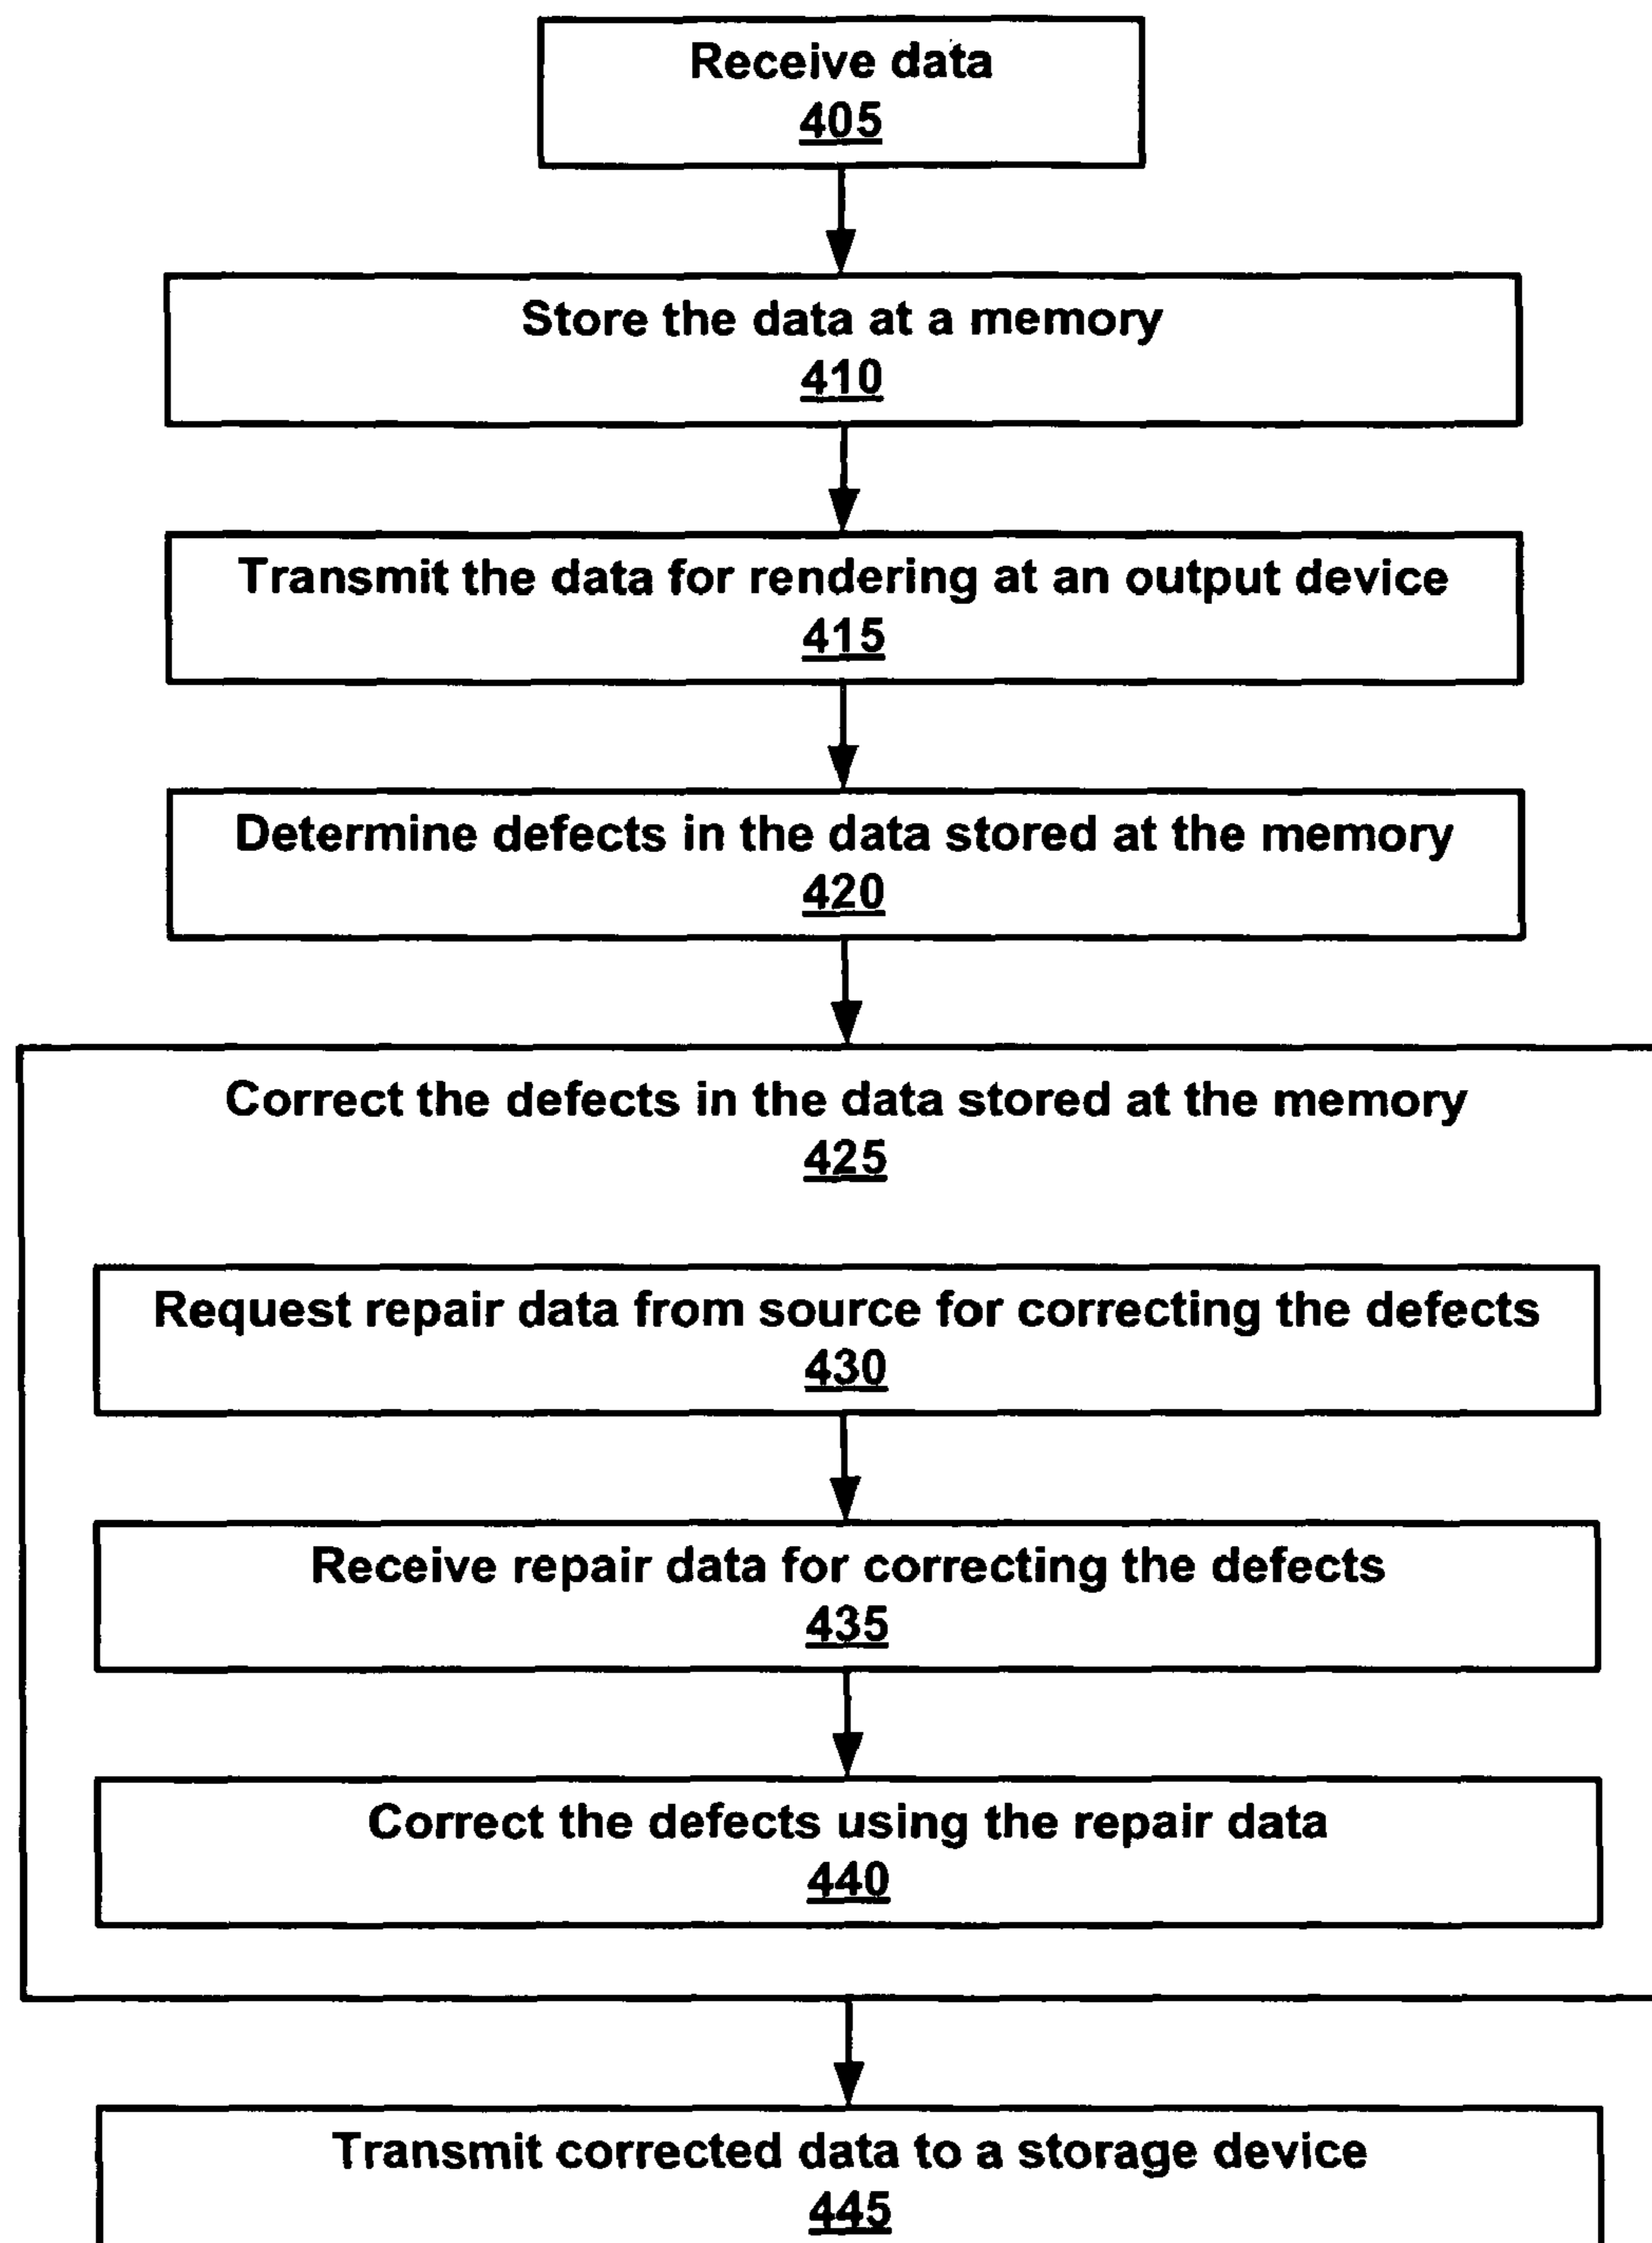 Receive data
405
Store the data at a memory
410
Transmit the data for rendering at an output device
415
Determine defects in the data stored at the memory
420
Correct the defects in the data stored at the memory
425
Request repair data from source for correcting the defects
430
Receive repair data for correcting the defects
435
Correct the defects using the repair data
440
Transmit corrected data to a storage device
445